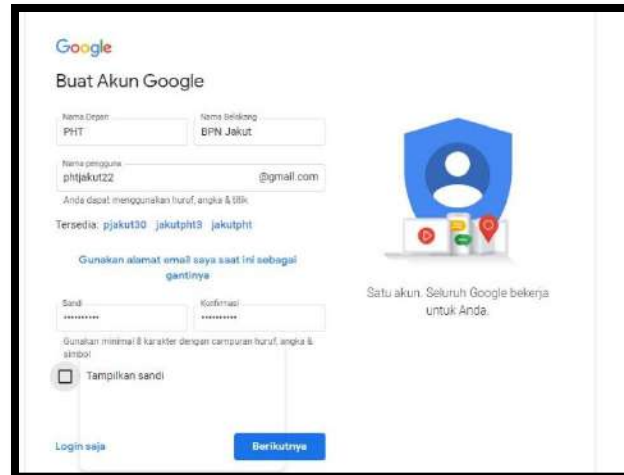 Google
Buat Akun Google
Nama Depan
Nama Belakang
PHT
BPN Jakut
Nama pengguna
phtjakut22
@gmail.com
Anda dapat menggunakan huruf, angka & titik
Tersedia: pjakut30 jakutpht3 jakutpht
Gunakan alamat email saya saat ini sebagai
gantinya
Sandi
Konfirmasi
••••••••••
••••••••••
Gunakan minimal 8 karakter dengan campuran huruf, angka &
simbol
Tampilkan sandi
Login saja
Berikutnya
Satu akun. Seluruh Google bekerja
untuk Anda.